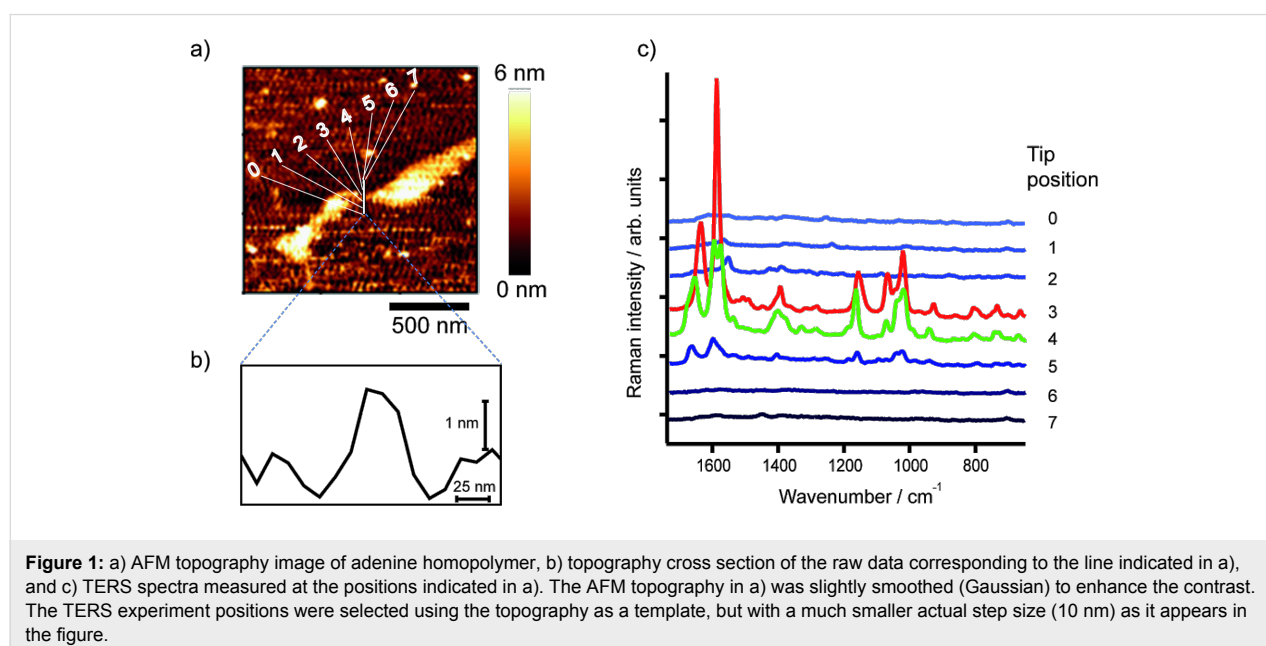 a)
6 nm
0 1 2 3 4 5 6 7
0 nm
500 nm
b)
1 nm
25 nm
c)
Raman intensity / arb. units
Tip
position
0
1
2
3
4
5
6
7
1600 1400 1200 1000 800
Wavenumber / cm⁻¹
Figure 1: a) AFM topography image of adenine homopolymer, b) topography cross section of the raw data corresponding to the line indicated in a),
and c) TERS spectra measured at the positions indicated in a). The AFM topography in a) was slightly smoothed (Gaussian) to enhance the contrast.
The TERS experiment positions were selected using the topography as a template, but with a much smaller actual step size (10 nm) as it appears in
the figure.